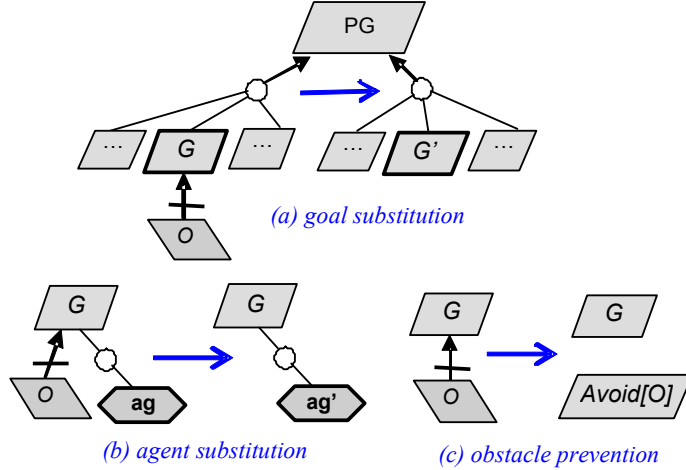 PG
... G ... ... G' ...
O
(a) goal substitution
G G G G
O ag ag' O Avoid[O]
(b) agent substitution (c) obstacle prevention